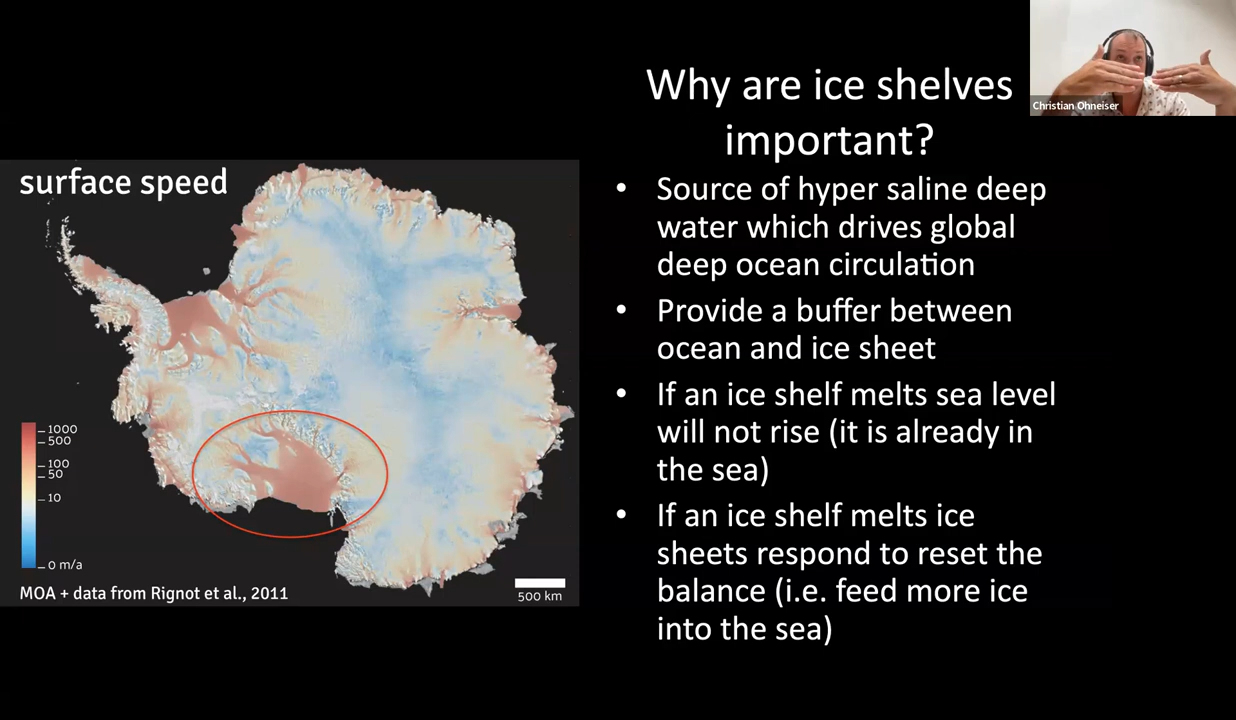 Why are ice shelves
important?
Christian Ohneiser
surface speed
1000
500
100
50
10
0 m/a
MOA + data from Rignot et al., 2011
500 km
• Source of hyper saline deep
water which drives global
deep ocean circulation
• Provide a buffer between
ocean and ice sheet
• If an ice shelf melts sea level
will not rise (it is already in
the sea)
• If an ice shelf melts ice
sheets respond to reset the
balance (i.e. feed more ice
into the sea)